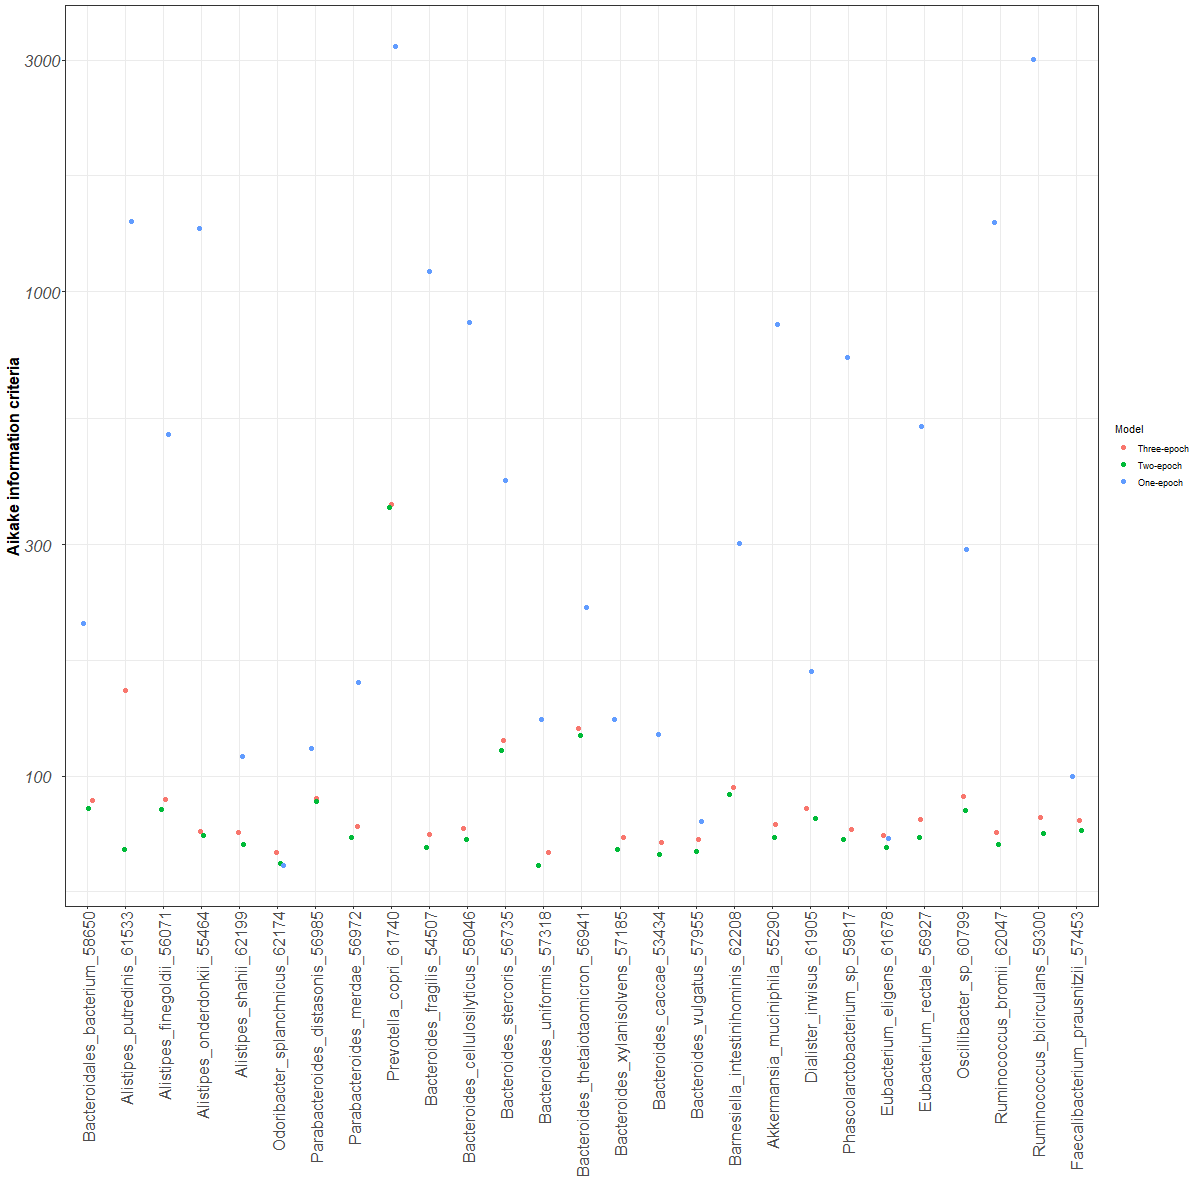 Aikake information criteria
3000
1000
300
100
Bacteroidales_bacterium_58650
Alistipes_putredinis_61533
Alistipes_finegoldii_56071
Alistipes_onderdonkii_55464
Alistipes_shahii_62199
Odoribacter_splanchnicus_62174
Parabacteroides_distasonis_56985
Parabacteroides_merdae_56972
Prevotella_copri_61740
Bacteroides_fragilis_54507
Bacteroides_cellulosilyticus_58046
Bacteroides_stercoris_56735
Bacteroides_uniformis_57318
Bacteroides_thetaiotaomicron_56941
Bacteroides_xylanisolvens_57185
Bacteroides_caccae_53434
Bacteroides_vulgatus_57955
Barnesiella_intestinihominis_62208
Akkermansia_muciniphila_55290
Dialister_invisus_61905
Phascolarctobacterium_sp_59817
Eubacterium_eligens_61678
Eubacterium_rectale_56927
Oscillibacter_sp_60799
Ruminococcus_bromii_62047
Ruminococcus_bicirculans_59300
Faecalibacterium_prausnitzii_57453
Model
Three-epoch
Two-epoch
One-epoch